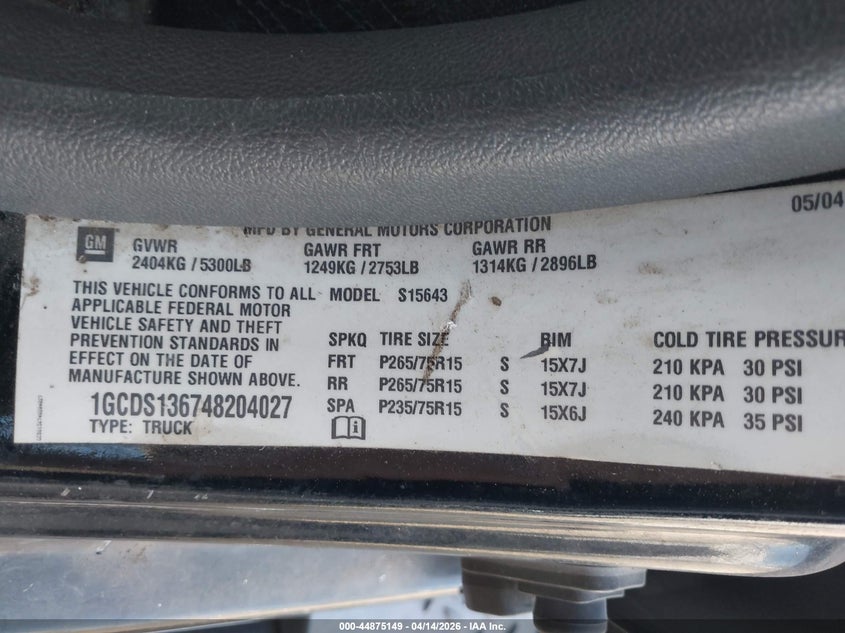 05/04
MFD BY GENERAL MOTORS CORPORATION
GM
GVWR GAWR FRT GAWR RR
2404KG / 5300LB 1249KG / 2753LB 1314KG / 2896LB
THIS VEHICLE CONFORMS TO ALL
APPLICABLE FEDERAL MOTOR
VEHICLE SAFETY AND THEFT
PREVENTION STANDARDS IN
EFFECT ON THE DATE OF
MANUFACTURE SHOWN ABOVE.
1GCDS136748204027
TYPE: TRUCK
MODEL S15643
SPKQ TIRE SIZE RIM COLD TIRE PRESSUR
FRT P265/75R15 S 15X7J 210 KPA 30 PSI
RR P265/75R15 S 15X7J 210 KPA 30 PSI
SPA P235/75R15 S 15X6J 240 KPA 35 PSI
000-44875149 - 04/14/2026 - IAA Inc.